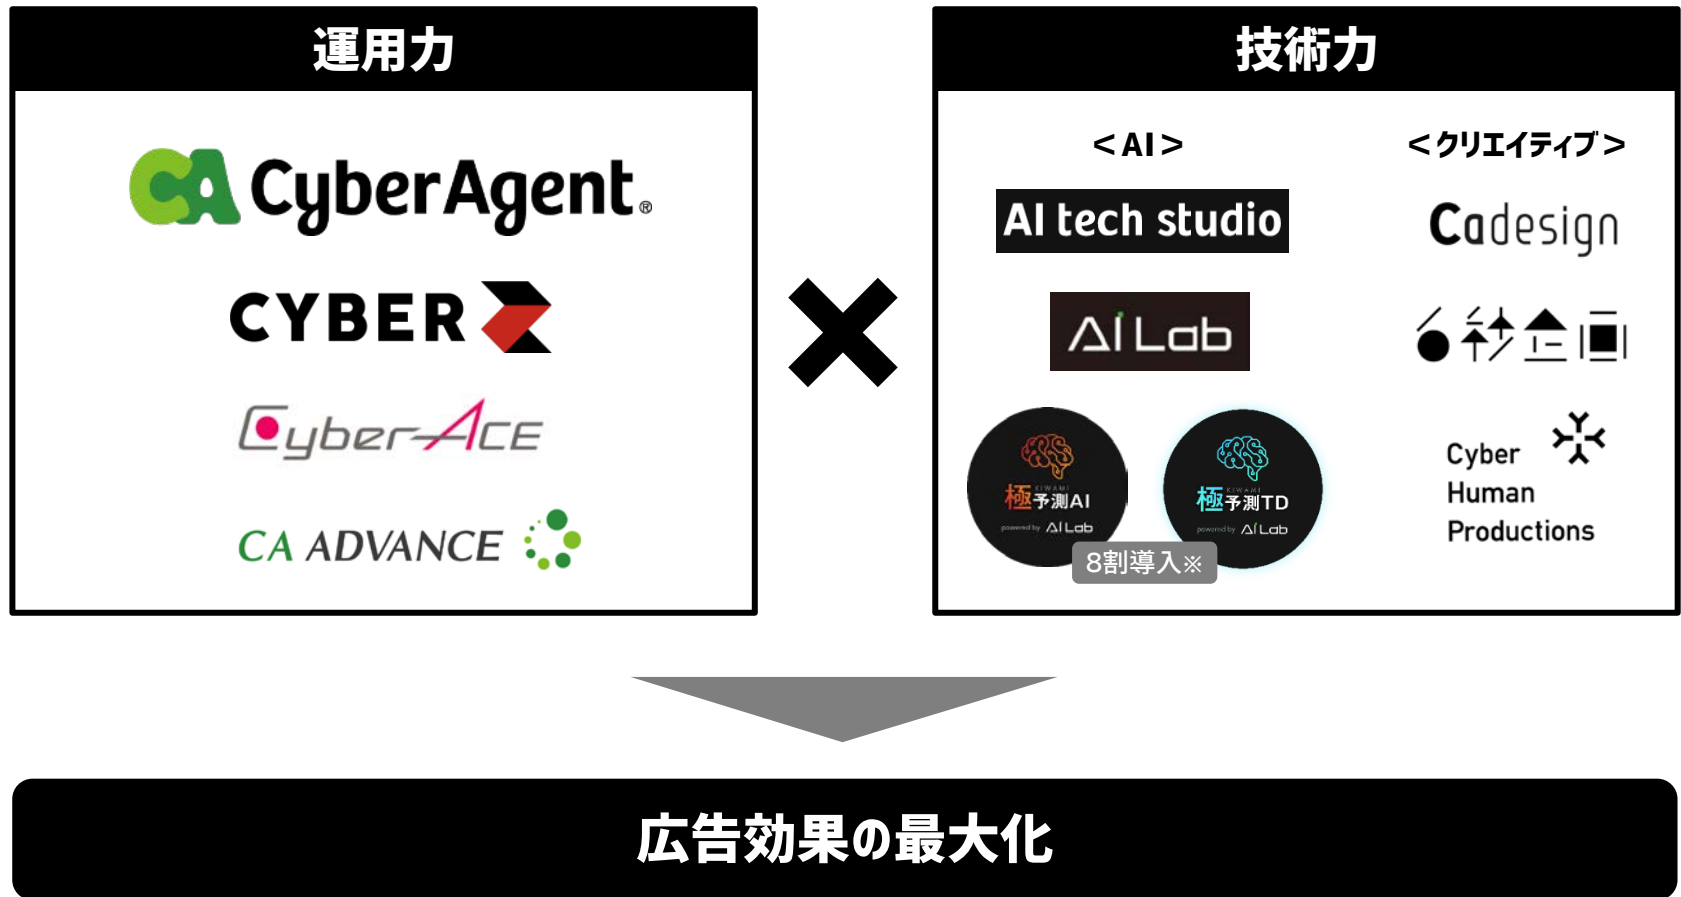 運用力
CyberAgent®
CYBER Z
CyberACE
CA ADVANCE
技術力
＜AI＞
AI tech studio
AI Lab
KIWAMI
極予測AI
powered by AI Lab
KIWAMI
極予測TD
powered by AI Lab
8割導入※
＜クリエイティブ＞
Cadesign
Cyber
Human
Productions
広告効果の最大化